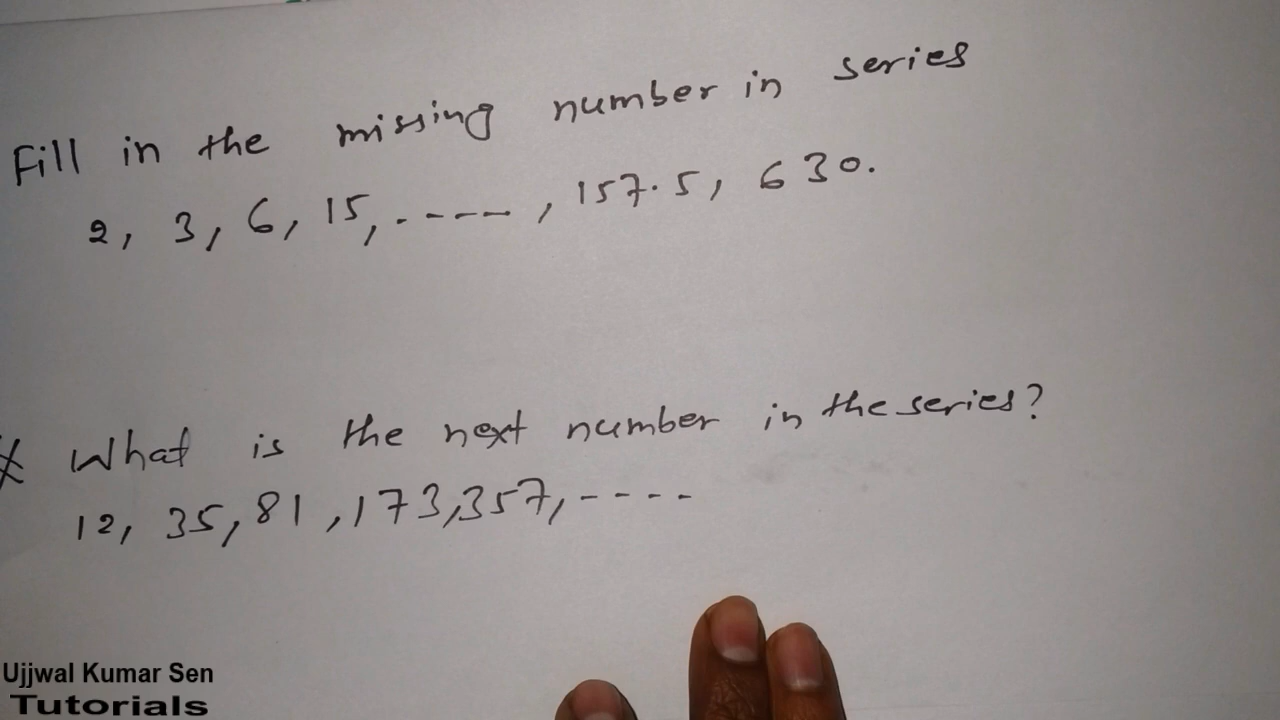 Fill in the missing number in series
2, 3, 6, 15, ----- , 157.5, 630.
* What is the next number in the series?
12, 35, 81, 173, 357, ----
Ujjwal Kumar Sen
Tutorials